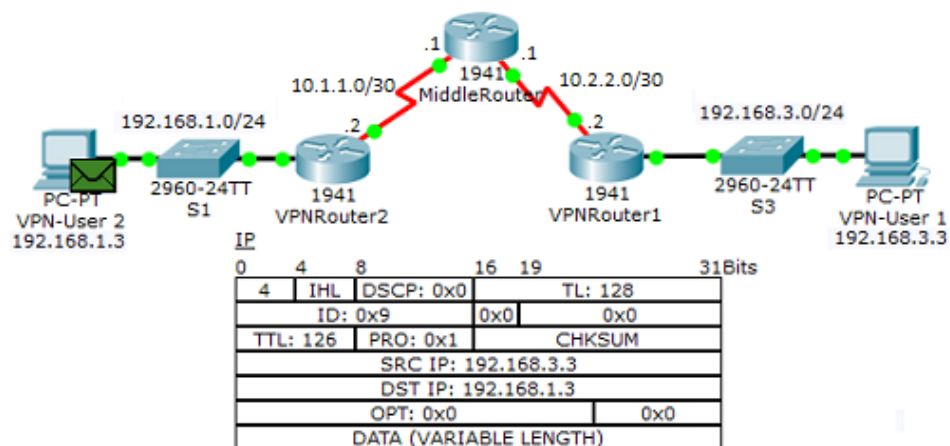 .1
.1
1941
MiddleRouter
10.1.1.0/30
10.2.2.0/30
.2
.2
192.168.1.0/24
192.168.3.0/24
PC-PT
VPN-User 2
192.168.1.3
2960-24TT
S1
1941
VPNRouter2
1941
VPNRouter1
2960-24TT
S3
PC-PT
VPN-User 1
192.168.3.3
IP
0 4 8 16 19 31Bits
4 IHL DSCP: 0x0 TL: 128
ID: 0x9 0x0 0x0
TTL: 126 PRO: 0x1 CHKSUM
SRC IP: 192.168.3.3
DST IP: 192.168.1.3
OPT: 0x0 0x0
DATA (VARIABLE LENGTH)